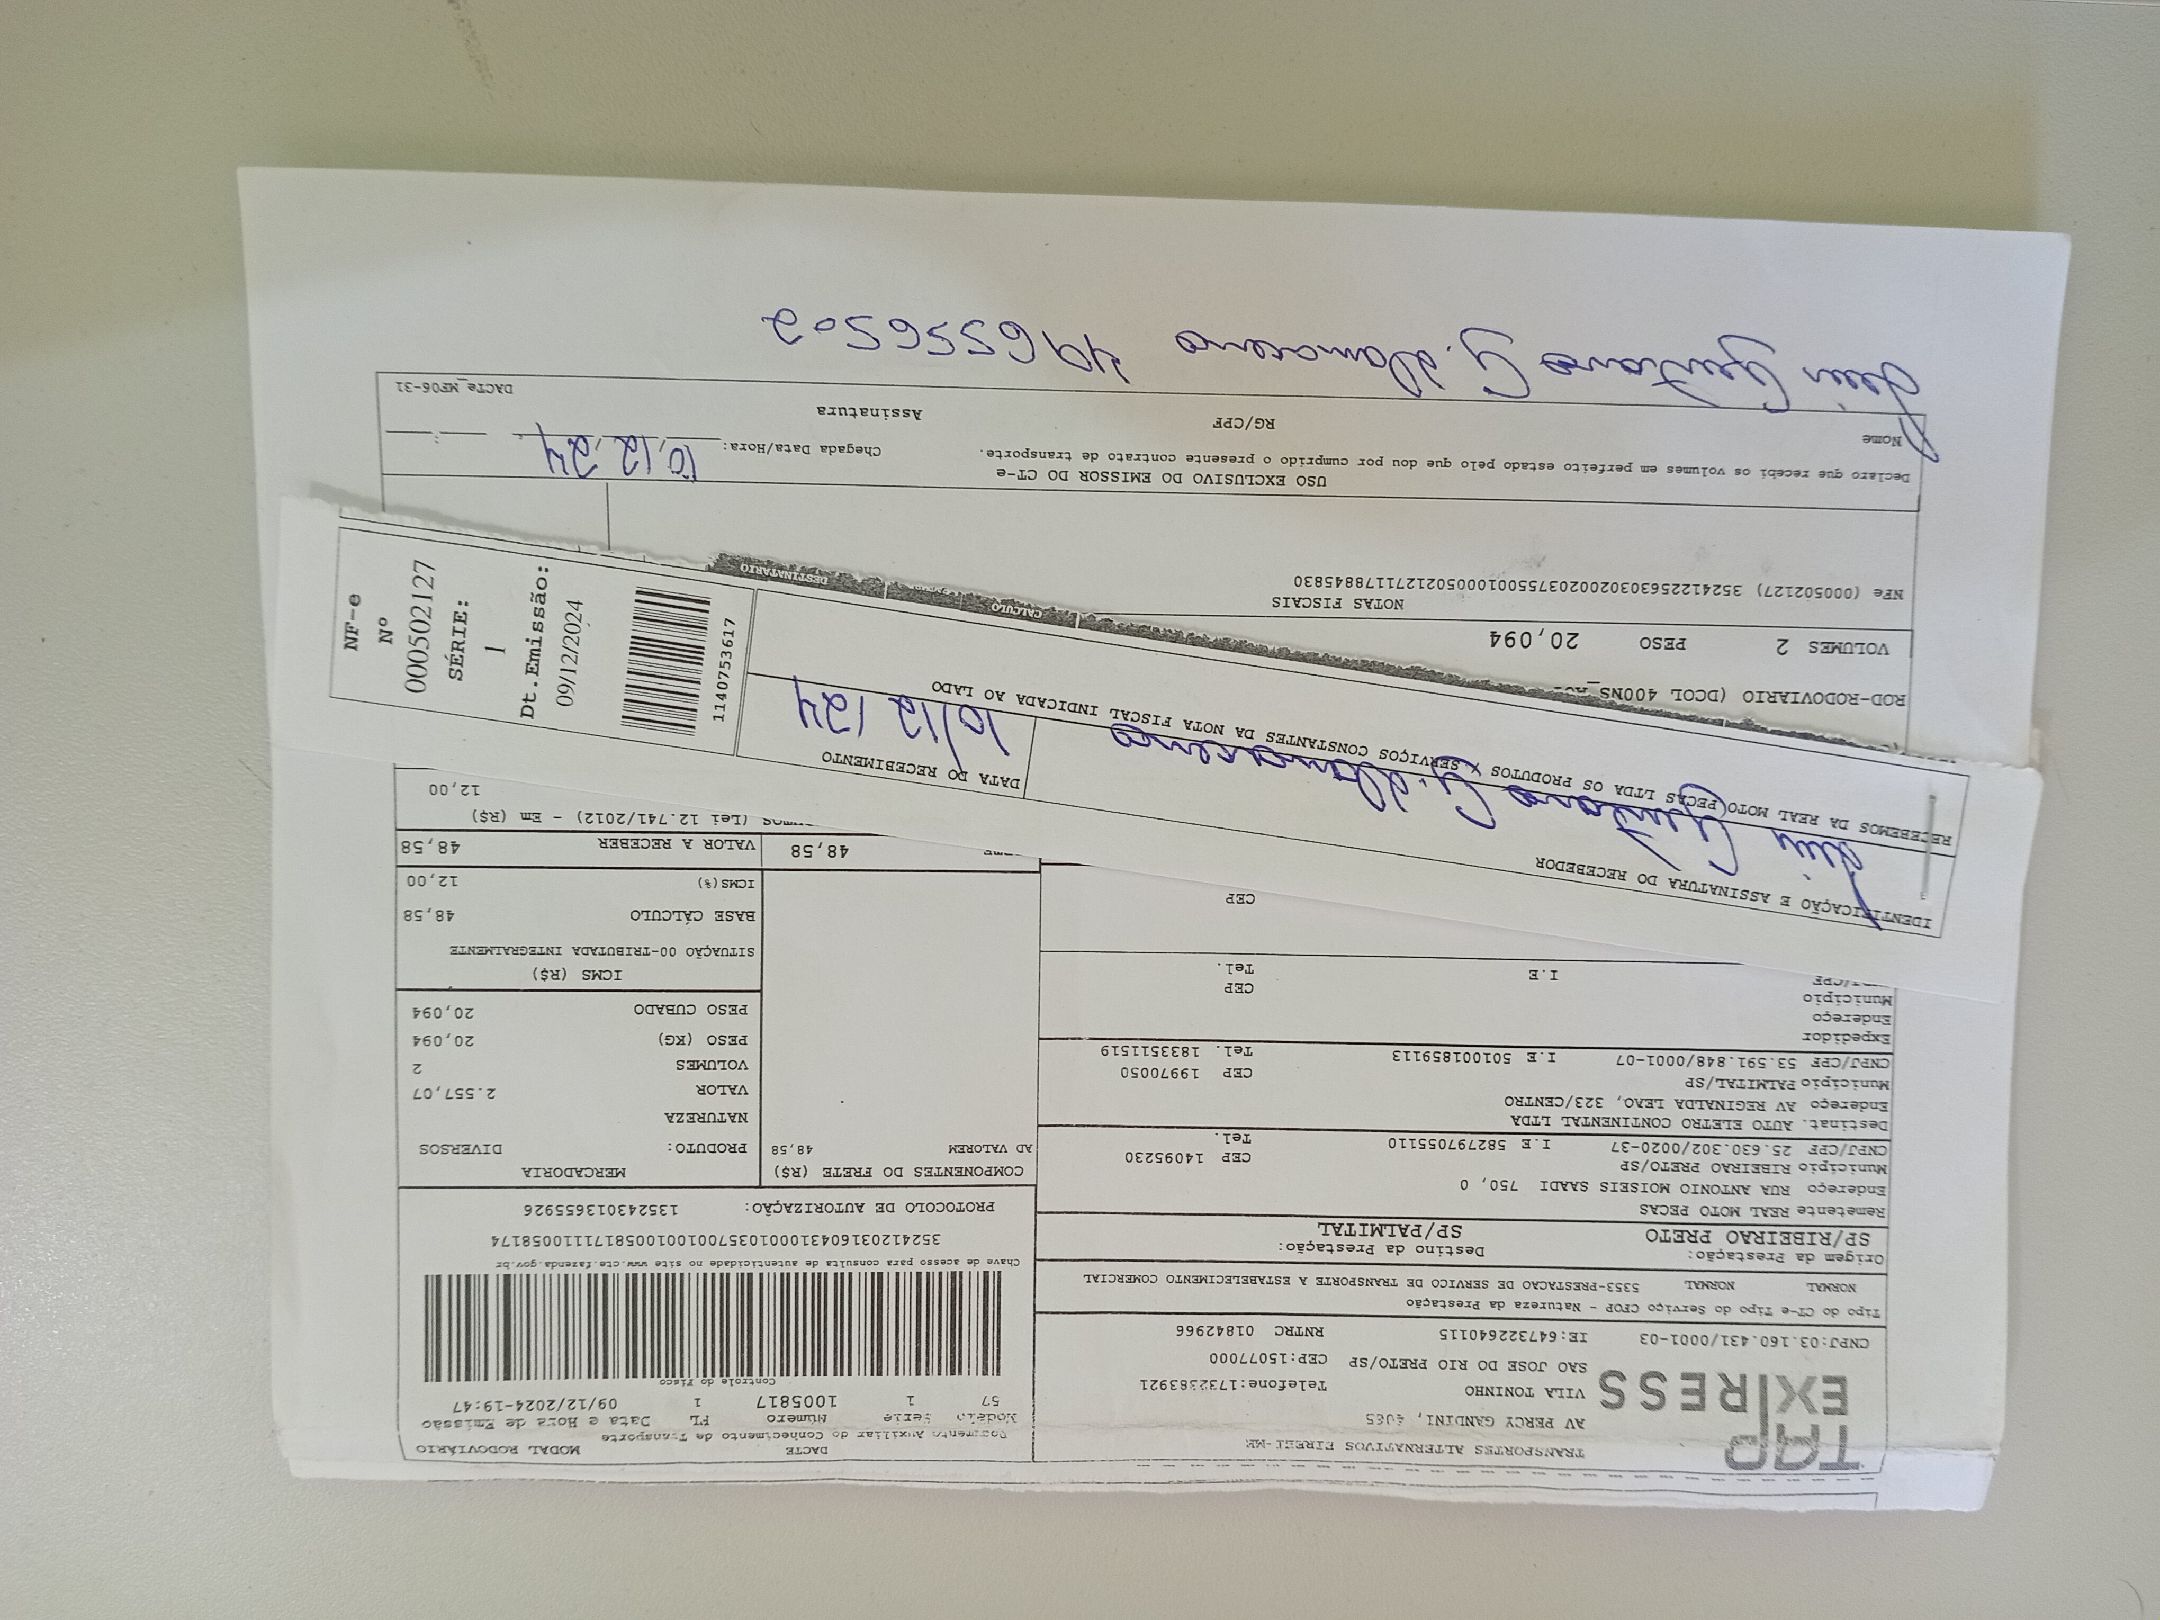 TRANSPORTES ALTERNATIVOS EIRELI-ME
TAP EXPRESS
AV PERCY GANDINI, 4065
VILA TONINHO Telefone:1732383921
SAO JOSE DO RIO PRETO/SP CEP:15077000
CNPJ:03.160.431/0001-03 IE:647322640115 RNTRC 01842966
DACTE MODAL RODOVIÁRIO
Documento Auxiliar do Conhecimento de Transporte
Modelo Serie Número FL Data e Hora de Emissão
57 1 1005817 1 09/12/2024-19:47
Controle do Fisco
Chave de acesso para consulta de autenticidade no site www.cte.fazenda.gov.br
PROTOCOLO DE AUTORIZAÇÃO: 135243013655926
Tipo do CT-e Tipo do Serviço CFOP - Natureza da Prestação
NORMAL NORMAL 5353-PRESTACAO DE SERVICO DE TRANSPORTE A ESTABELECIMENTO COMERCIAL
Origem da Prestação: Destino da Prestação:
SP/RIBEIRAO PRETO SP/PALMITAL
Remetente REAL MOTO PECAS
Endereço RUA ANTONIO MOISEIS SAADI 750, 0
Município RIBEIRAO PRETO/SP CEP 14095230
CNPJ/CPF 25.630.302/0020-37 I.E 582797055110 Tel.
Destinat. AUTO ELETRO CONTINENTAL LTDA
Endereço AV REGINALDA LEAO, 323/CENTRO
Município PALMITAL/SP CEP 19970050
CNPJ/CPF 53.591.848/0001-07 I.E 501001859113 Tel. 1833511519
Expedidor
Endereço
Município CEP
I.E Tel.
CEP
COMPONENTES DO FRETE (R$)
AD VALOREM 48,58
48,58
MERCADORIA
PRODUTO: DIVERSOS
NATUREZA
VALOR 2.557,07
VOLUMES 2
PESO (KG) 20,094
PESO CUBADO 20,094
ICMS (R$)
SITUAÇÃO 00-TRIBUTADA INTEGRALMENTE
BASE CÁLCULO 48,58
ICMS(%) 12,00
VALOR A RECEBER 48,58
(Lei 12.741/2012) - Em (R$)
12,00
IDENTIFICAÇÃO E ASSINATURA DO RECEBEDOR
DATA DO RECEBIMENTO
10/12/24
RECEBEMOS DA REAL MOTO PEÇAS LTDA OS PRODUTOS / SERVIÇOS CONSTANTES DA NOTA FISCAL INDICADA AO LADO
1140753617
NF-e
Nº
000502127
SÉRIE:
1
Dt.Emissão:
09/12/2024
CALCULO
DESTINATÁRIO
ROD-RODOVIARIO (DCOL 400NS
VOLUMES 2 PESO 20,094
NOTAS FISCAIS
NFe (000502127) 35241225630302002037550010005021271117884583​0
USO EXCLUSIVO DO EMISSOR DO CT-e
Declaro que recebi os volumes em perfeito estado pelo que dou por cumprido o presente contrato de transporte.
Chegada Data/Hora: 10/12/24
Nome RG/CPF Assinatura
DACTe_MF06-31
G. Damaceno